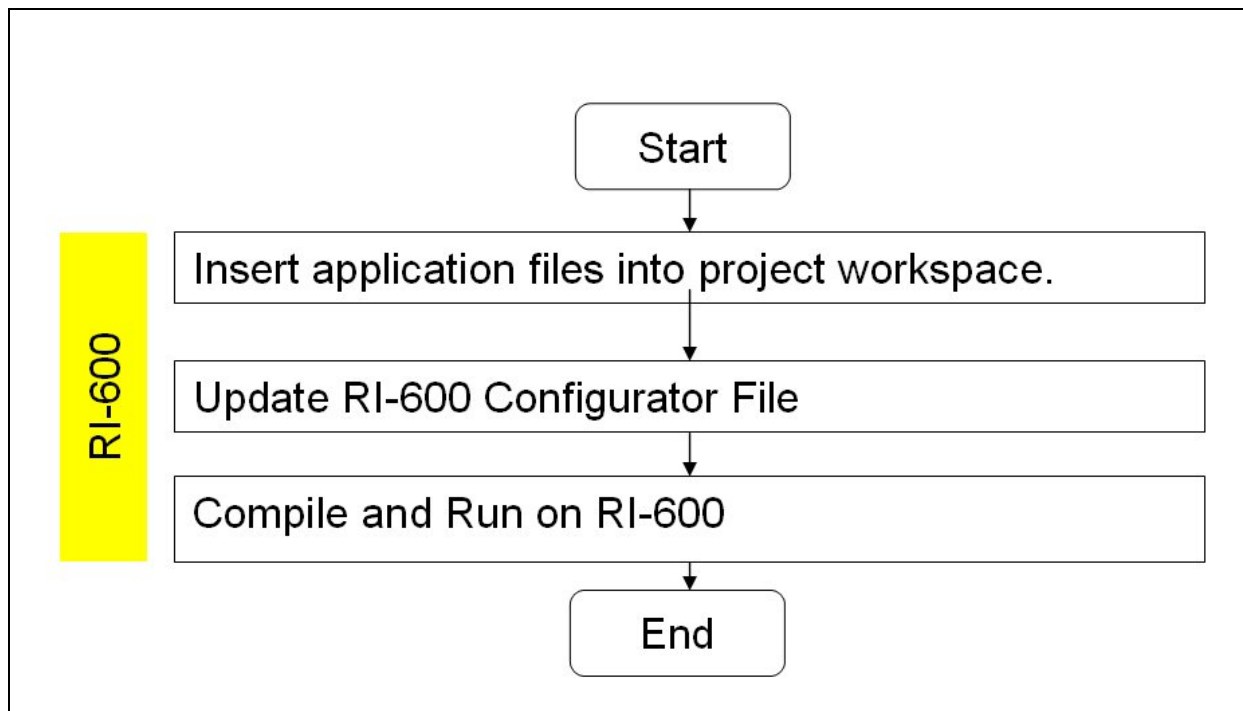 Start
Insert application files into project workspace.
RI-600
Update RI-600 Configurator File
Compile and Run on RI-600
End